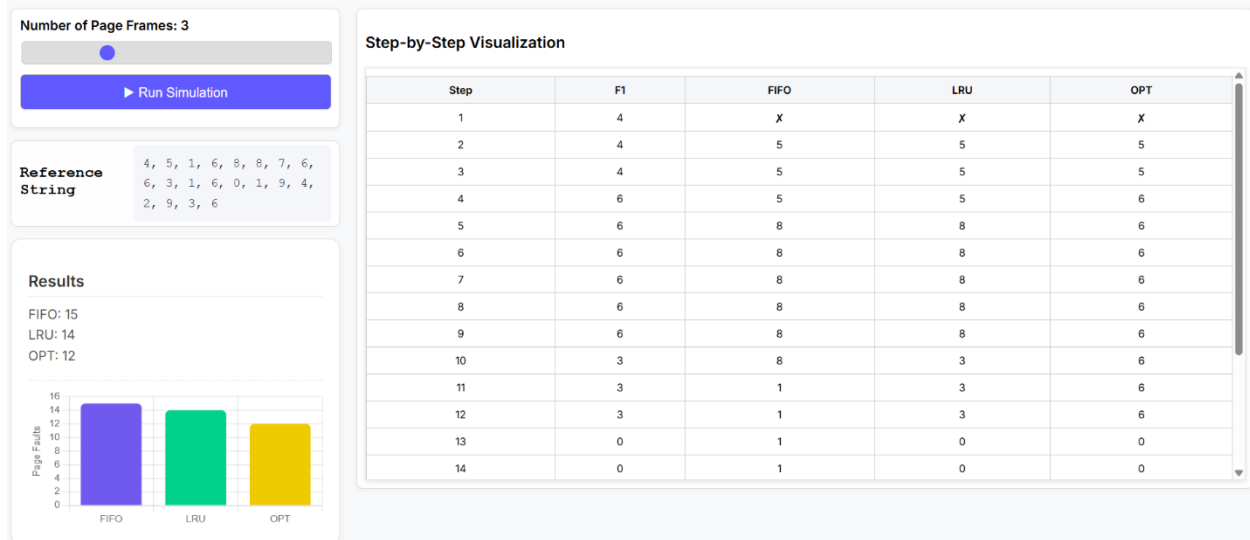 Number of Page Frames: 3
▶ Run Simulation
Reference String
4, 5, 1, 6, 8, 8, 7, 6,
6, 3, 1, 6, 0, 1, 9, 4,
2, 9, 3, 6
Results
FIFO: 15
LRU: 14
OPT: 12
16
14
12
10
8
6
4
2
0
Page Faults
FIFO LRU OPT
Step-by-Step Visualization
Step F1 FIFO LRU OPT
1 4 ✗ ✗ ✗
2 4 5 5 5
3 4 5 5 5
4 6 5 5 6
5 6 8 8 6
6 6 8 8 6
7 6 8 8 6
8 6 8 8 6
9 6 8 8 6
10 3 8 3 6
11 3 1 3 6
12 3 1 3 6
13 0 1 0 0
14 0 1 0 0